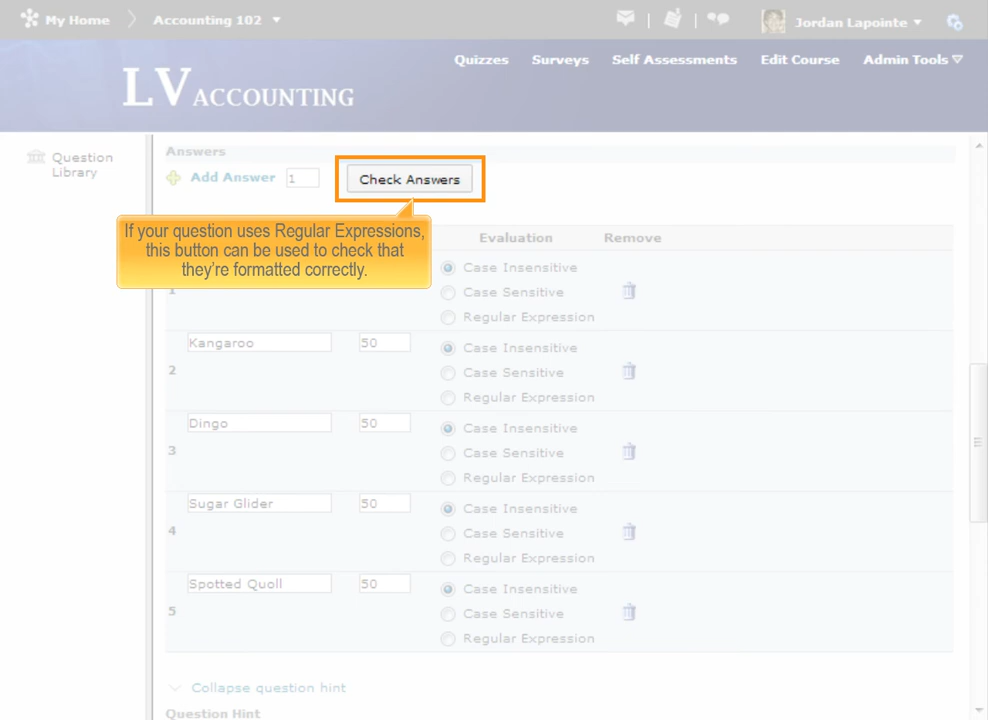 My Home
Accounting 102
Jordan Lapointe
Quizzes Surveys Self Assessments Edit Course Admin Tools
LV ACCOUNTING
Question
Library
Answers
Add Answer 1 Check Answers
If your question uses Regular Expressions,
this button can be used to check that
they're formatted correctly.
Evaluation Remove
1
Case Insensitive
Case Sensitive
Regular Expression
2
Kangaroo 50
Case Insensitive
Case Sensitive
Regular Expression
3
Dingo 50
Case Insensitive
Case Sensitive
Regular Expression
4
Sugar Glider 50
Case Insensitive
Case Sensitive
Regular Expression
5
Spotted Quoll 50
Case Insensitive
Case Sensitive
Regular Expression
Collapse question hint
Question Hint